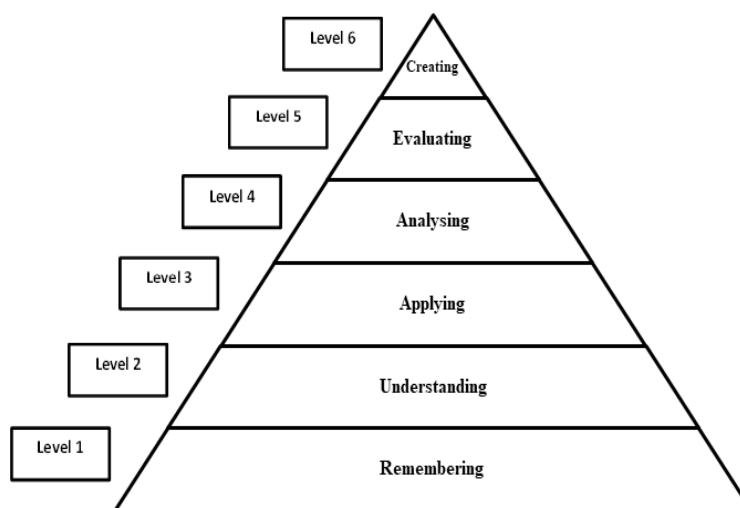 Level 6
Creating
Level 5
Evaluating
Level 4
Analysing
Level 3
Applying
Level 2
Understanding
Level 1
Remembering